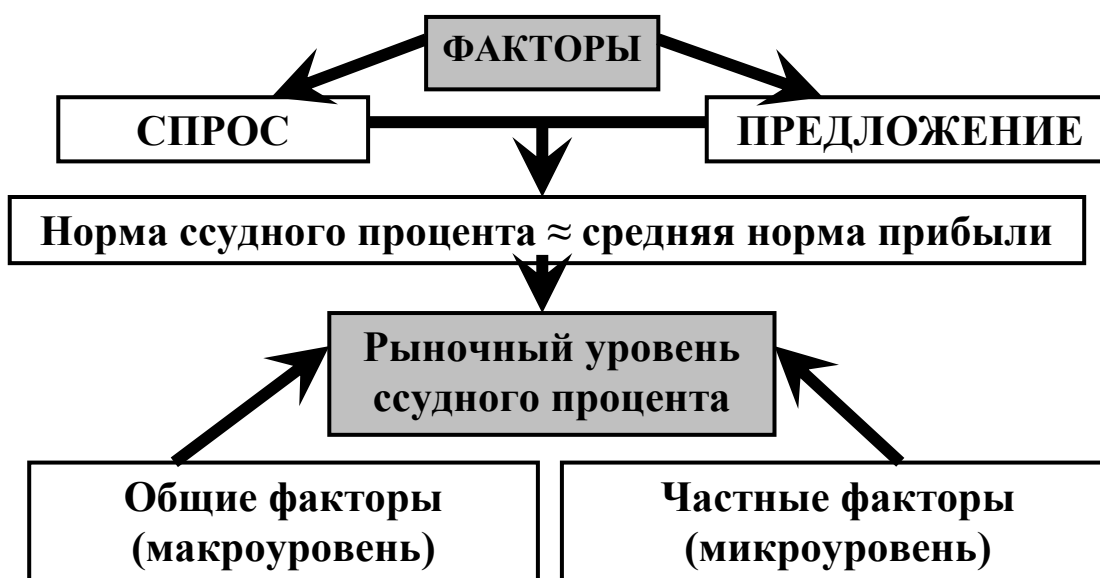 ФАКТОРЫ
СПРОС
ПРЕДЛОЖЕНИЕ
Норма ссудного процента ≈ средняя норма прибыли
Рыночный уровень
ссудного процента
Общие факторы
(макроуровень)
Частные факторы
(микроуровень)